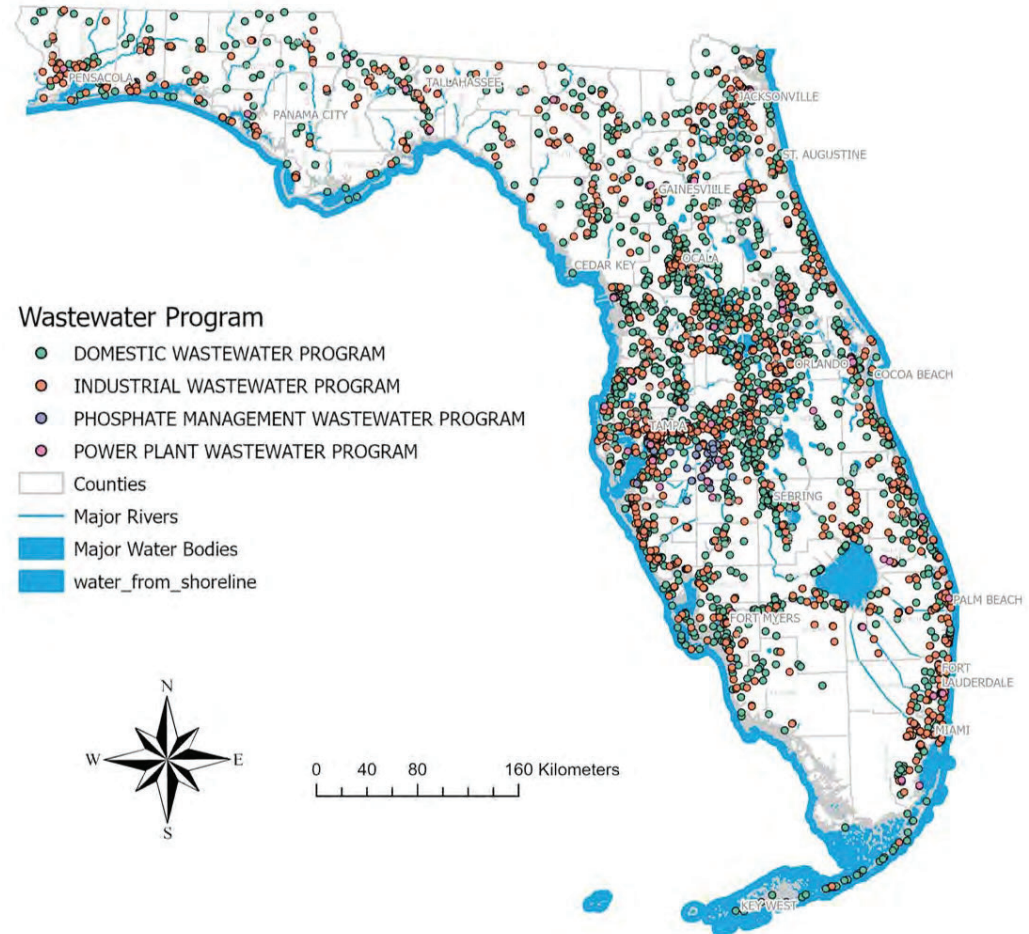 PENSACOLA
TALLAHASSEE
JACKSONVILLE
PANAMA CITY
ST. AUGUSTINE
GAINESVILLE
CEDAR KEY
OCALA
Wastewater Program
DOMESTIC WASTEWATER PROGRAM
INDUSTRIAL WASTEWATER PROGRAM
PHOSPHATE MANAGEMENT WASTEWATER PROGRAM
POWER PLANT WASTEWATER PROGRAM
Counties
Major Rivers
Major Water Bodies
water_from_shoreline
ORLANDO
COCOA BEACH
TAMPA
SEBRING
PALM BEACH
FORT MYERS
FORT
LAUDERDALE
MIAMI
KEY WEST
N
W E
S
0 40 80 160 Kilometers